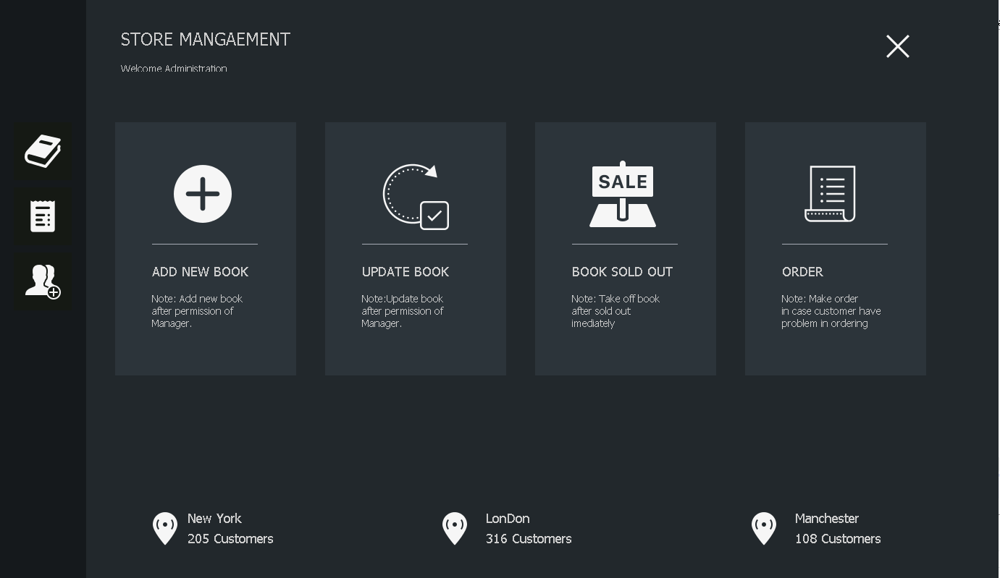 STORE MANGAEMENT
Welcome Administration
SALE
ADD NEW BOOK
Note: Add new book
after permission of
Manager.
UPDATE BOOK
Note:Update book
after permission of
Manager.
BOOK SOLD OUT
Note: Take off book
after sold out
imediately
ORDER
Note: Make order
in case customer have
problem in ordering
New York
205 Customers
LonDon
316 Customers
Manchester
108 Customers